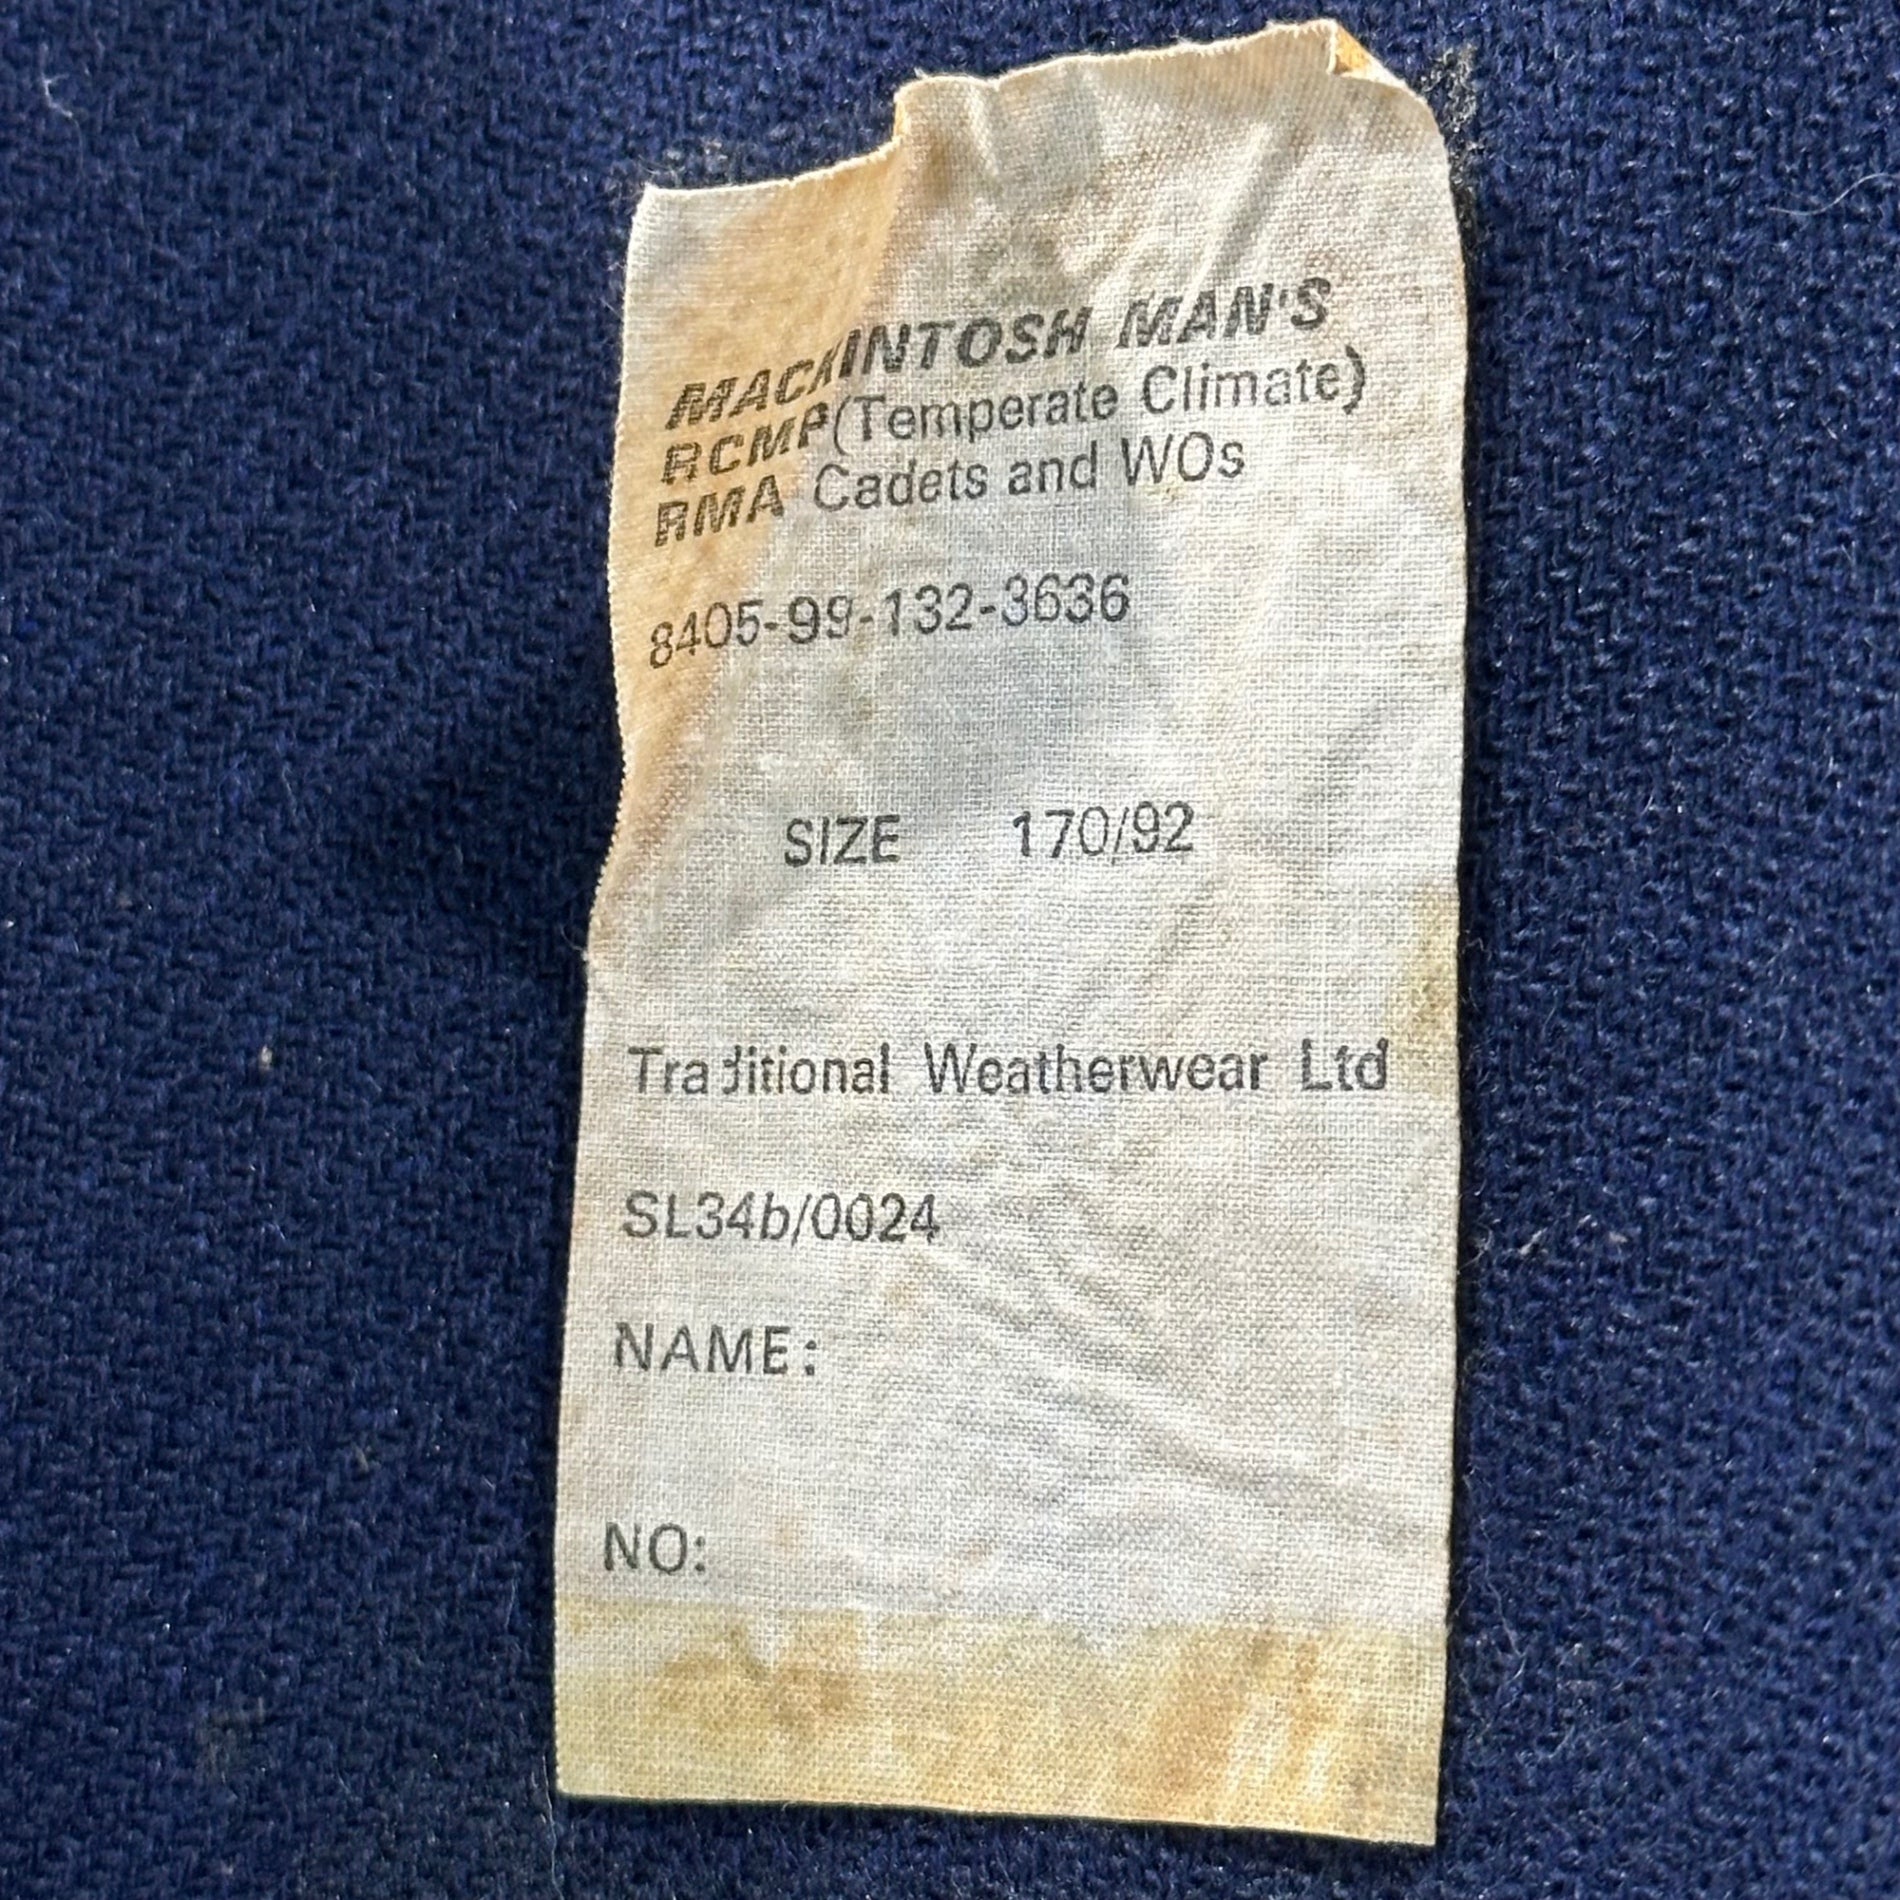 MACKINTOSH MAN'S
RCMP (Temperate Climate)
RMA Cadets and WOs
8405-99-132-3636
SIZE 170/92
Traditional Weatherwear Ltd
SL34b/0024
NAME:
NO: